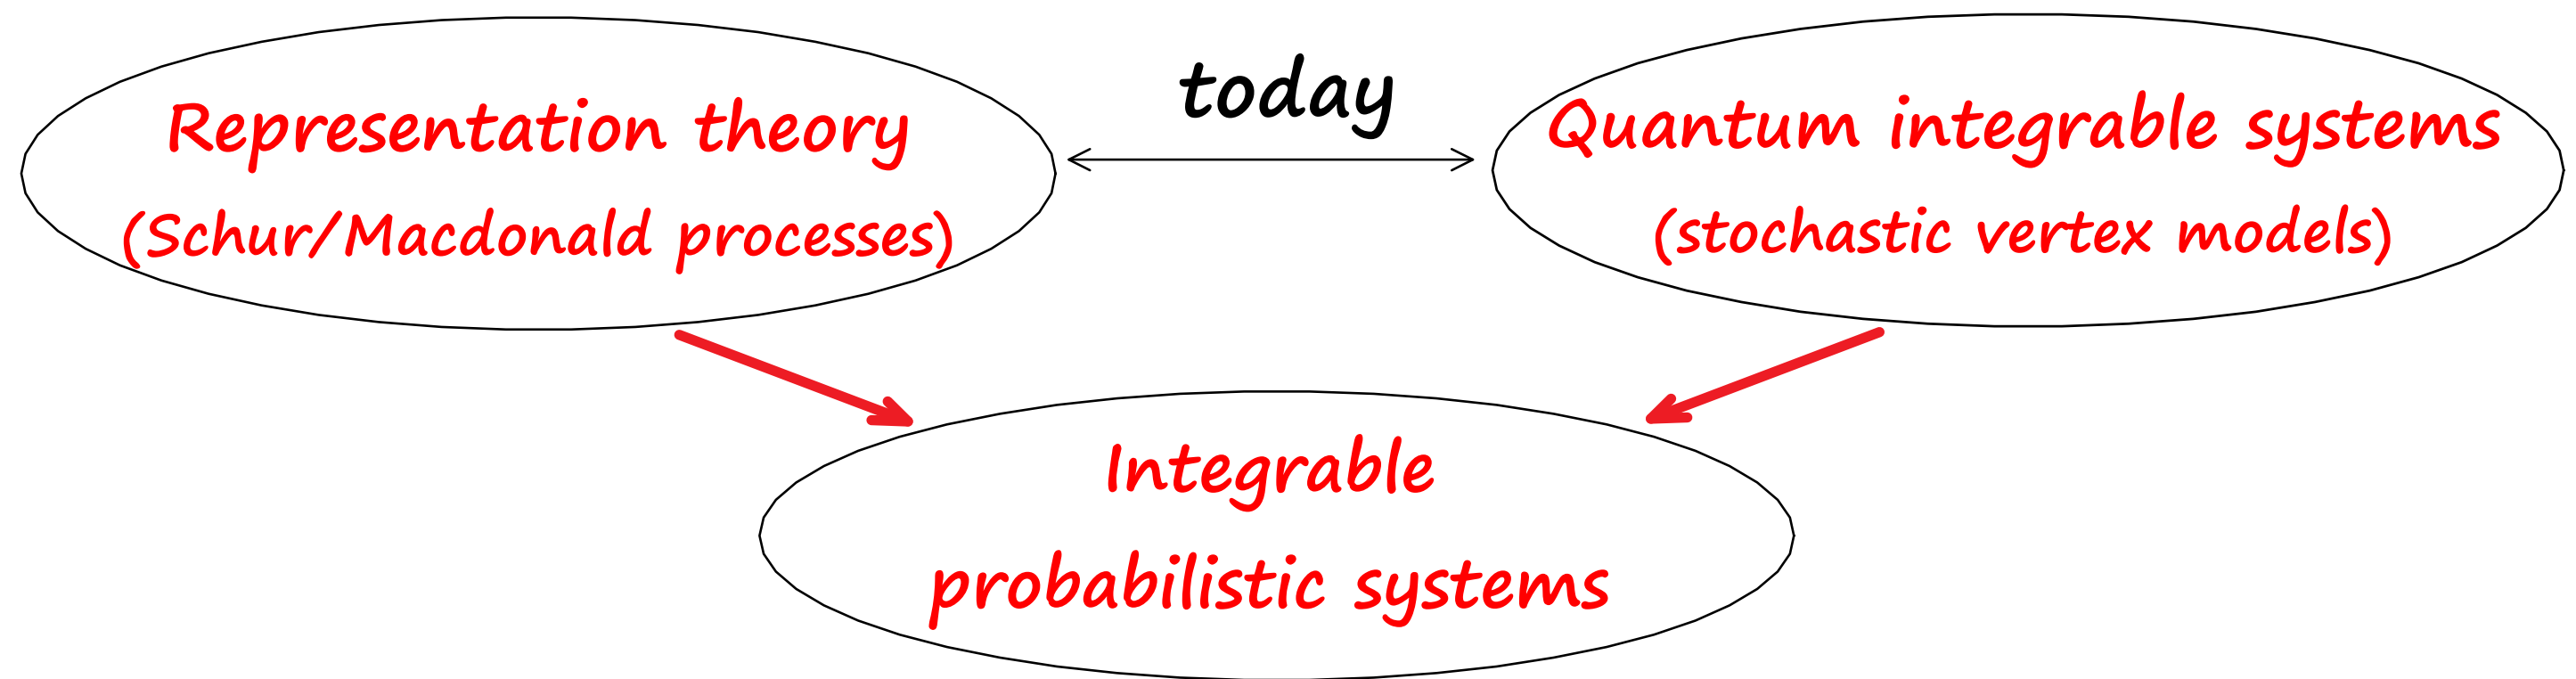 today
Representation theory
(Schur/Macdonald processes)
Quantum integrable systems
(stochastic vertex models)
Integrable
probabilistic systems